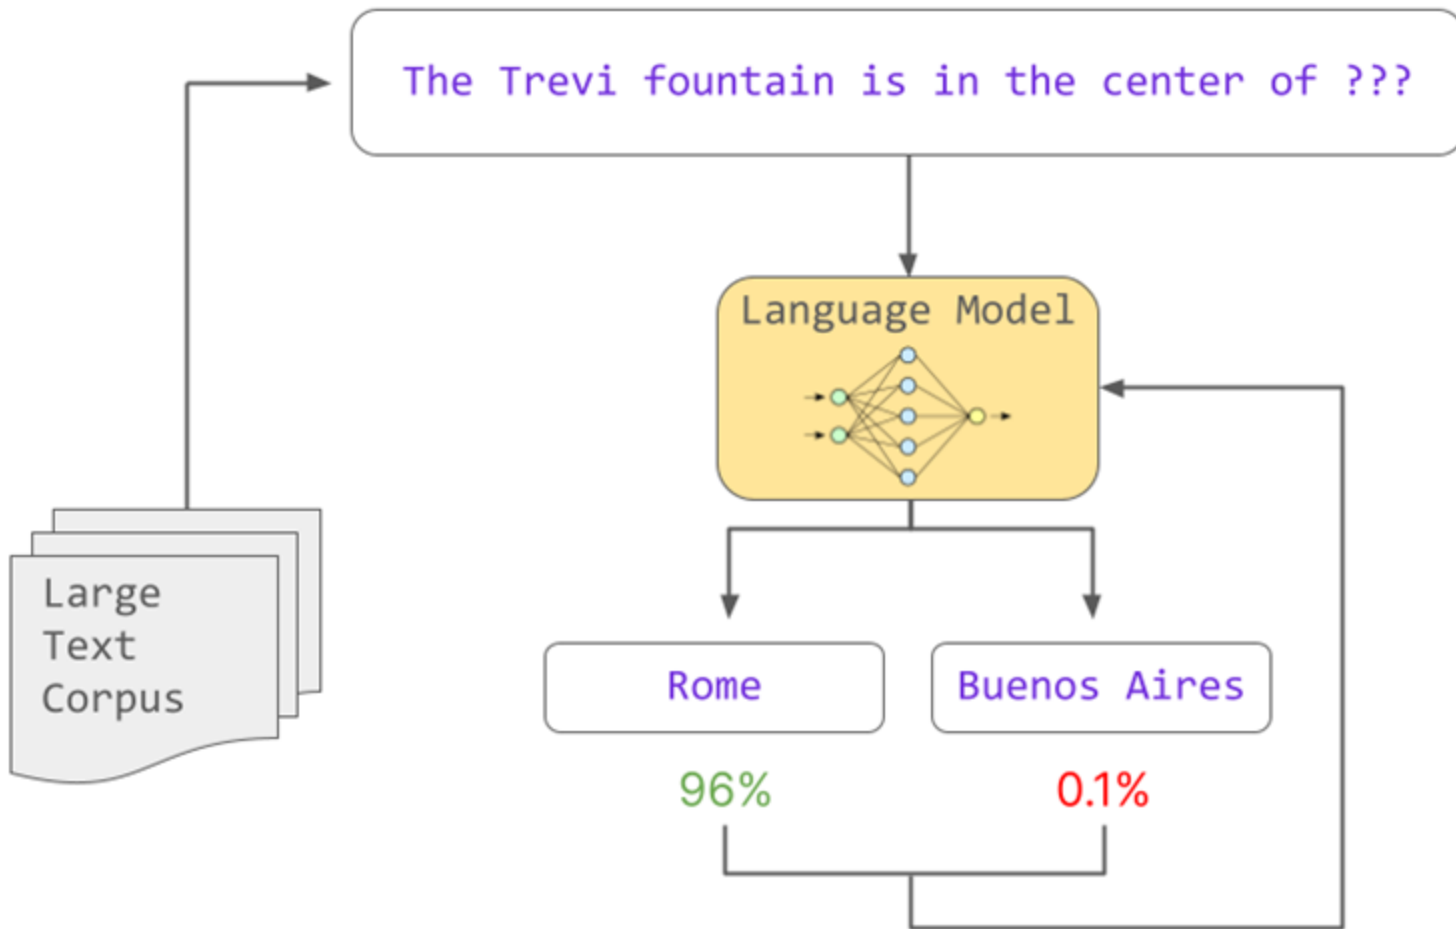 The Trevi fountain is in the center of ???
Language Model
Large
Text
Corpus
Rome
Buenos Aires
96%
0.1%